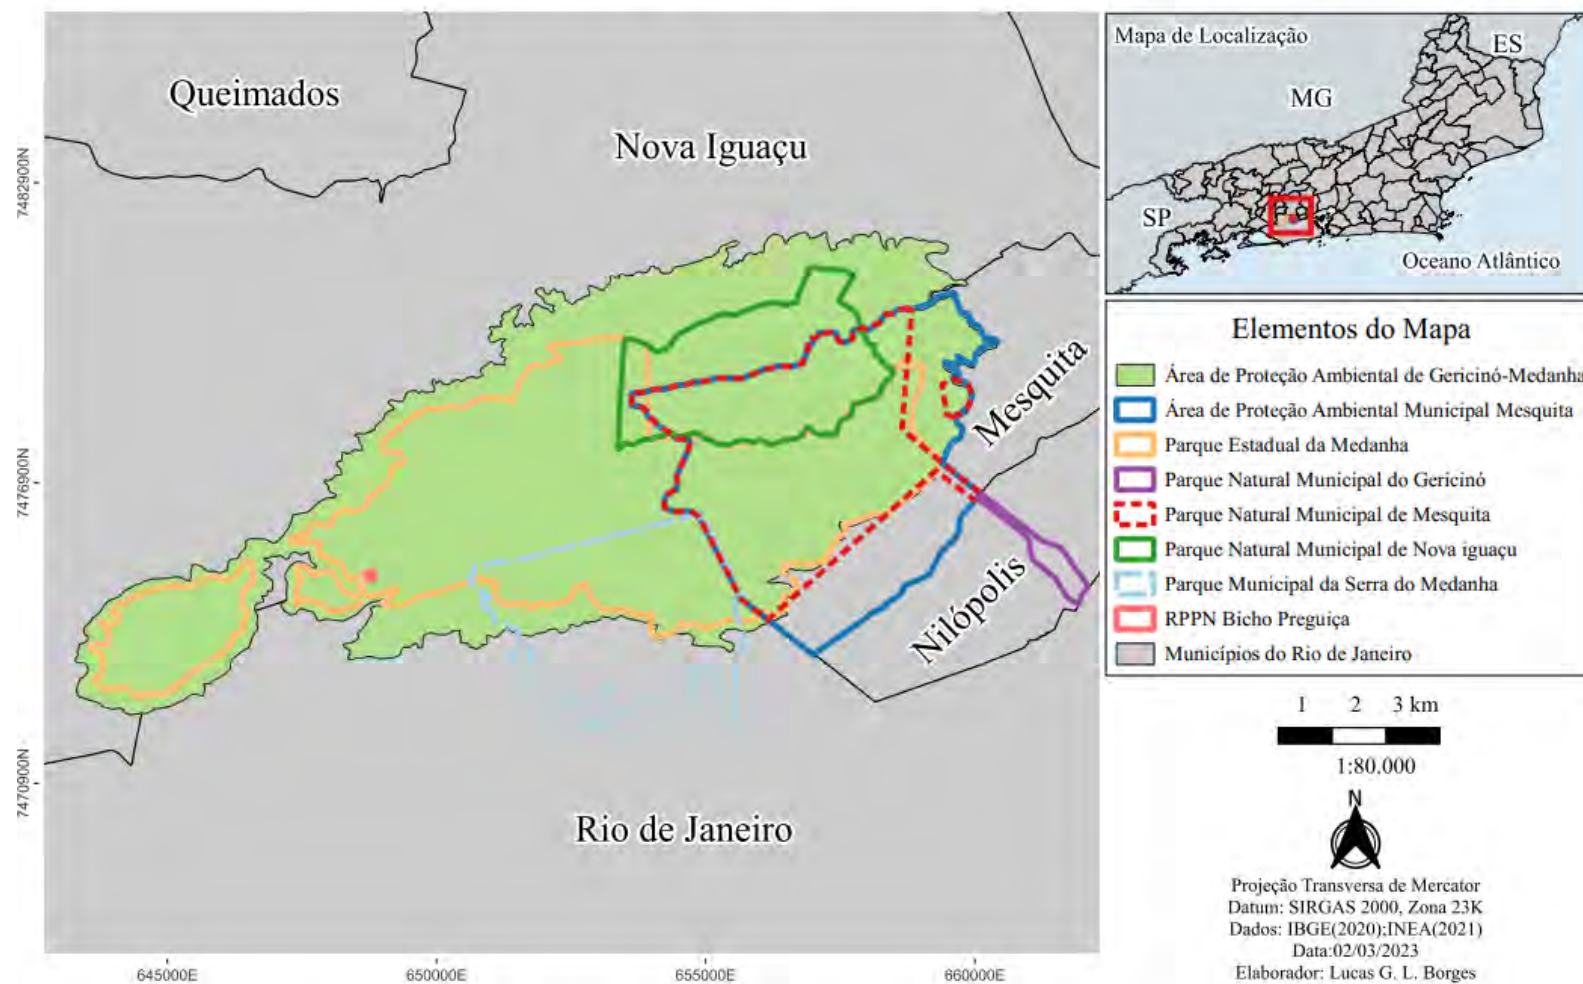 Queimados
Nova Iguaçu
Mesquita
Nilópolis
Rio de Janeiro
7482900N
7476900N
7470900N
645000E
650000E
655000E
660000E
Mapa de Localização
ES
MG
SP
Oceano Atlântico
Elementos do Mapa
Área de Proteção Ambiental de Gericinó-Medanha
Área de Proteção Ambiental Municipal Mesquita
Parque Estadual da Medanha
Parque Natural Municipal do Gericinó
Parque Natural Municipal de Mesquita
Parque Natural Municipal de Nova iguaçu
Parque Municipal da Serra do Medanha
RPPN Bicho Preguiça
Municípios do Rio de Janeiro
1 2 3 km
1:80.000
N
Projeção Transversa de Mercator
Datum: SIRGAS 2000, Zona 23K
Dados: IBGE(2020);INEA(2021)
Data:02/03/2023
Elaborador: Lucas G. L. Borges